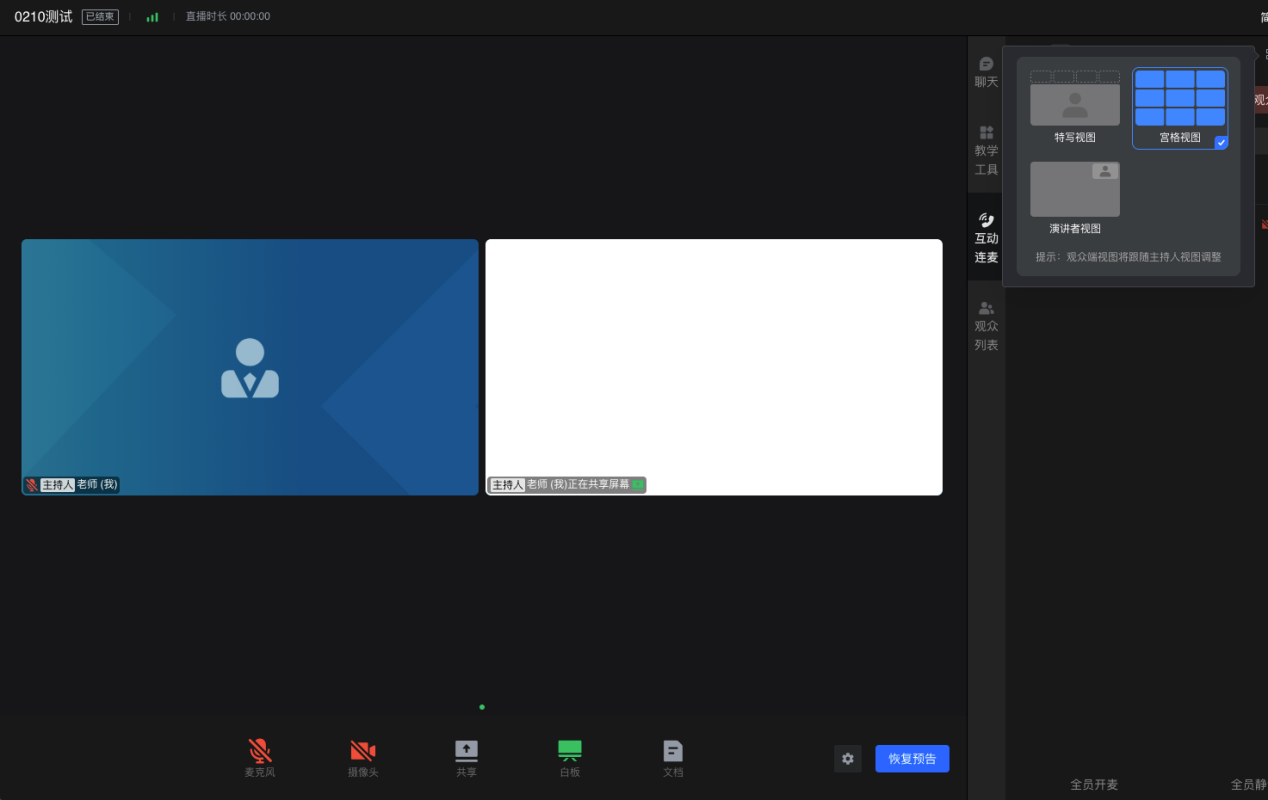 0210测试 已结束 直播时长 00:00:00
聊天
教学
工具
互动
连麦
观众
列表
特写视图
宫格视图
演讲者视图
提示：观众端视图将跟随主持人视图调整
主持人 老师 (我)
主持人 老师 (我)正在共享屏幕
麦克风
摄像头
共享
白板
文档
恢复预告
全员开麦
全员静